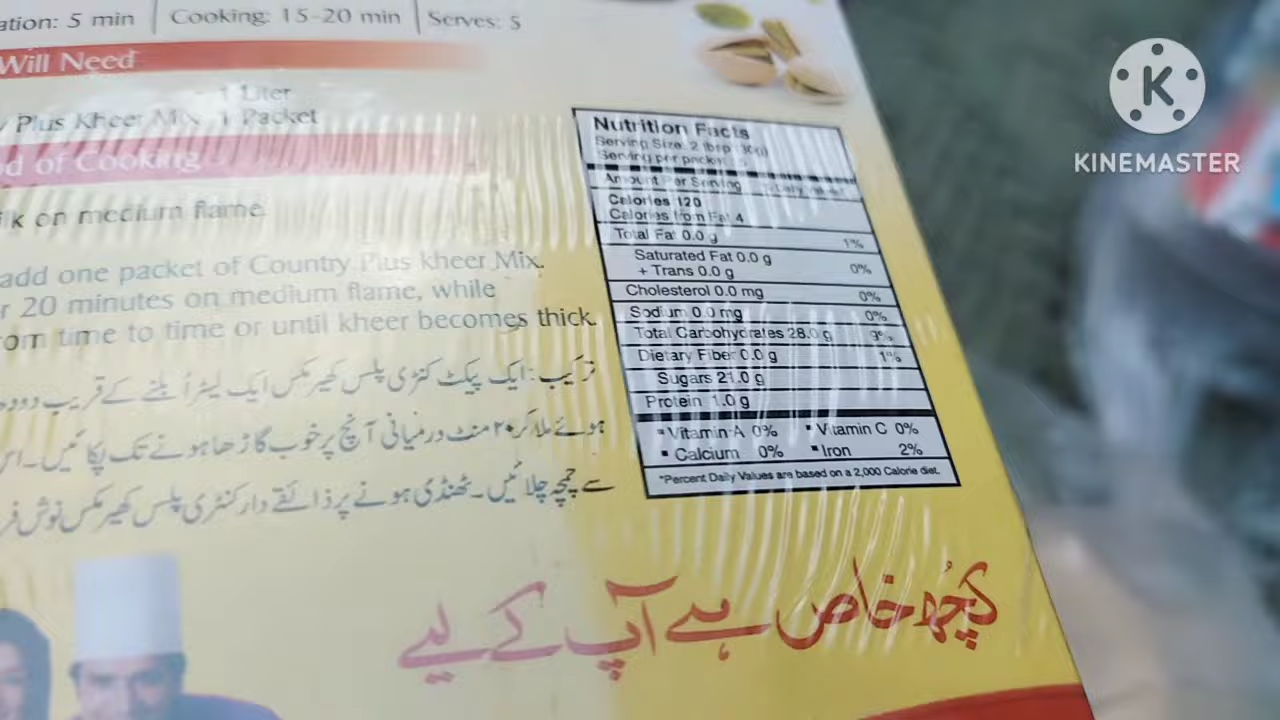 ation: 5 min Cooking: 15-20 min Serves: 5
Will Need
1 Liter
Plus Kheer Mix 1 Packet
d of Cooking
ilk on medium flame.
add one packet of Country Plus kheer Mix.
r 20 minutes on medium flame, while
om time to time or until kheer becomes thick.
ترکیب: ایک پیکٹ کنٹری پلس کھیر مکس ایک لیٹر اُبلنے کے قریب دودھ
ہوئے ملا کر ۲۰ منٹ درمیانی آنچ پر خوب گاڑھا ہونے تک پکائیں۔ اس
سے چمچہ چلائیں۔ ٹھنڈی ہونے پر ذائقے دار کنٹری پلس کھیر مکس نوش فر
کچھ خاص ہے آپ کے لیے
Nutrition Facts
Serving Size: 2 tbsp (30g)
Serving per packet
Amount Per Serving
Calories 120
Calories from Fat 4
Total Fat 0.0 g 1%
Saturated Fat 0.0 g
+ Trans 0.0 g 0%
Cholesterol 0.0 mg 0%
Sodium 0.0 mg 0%
Total Carbohydrates 28.0 g 9%
Dietary Fiber 0.0 g 1%
Sugars 21.0 g
Protein 1.0 g
Vitamin A 0% Vitamin C 0%
Calcium 0% Iron 2%
*Percent Daily Values are based on a 2,000 Calorie diet.
K
KINEMASTER